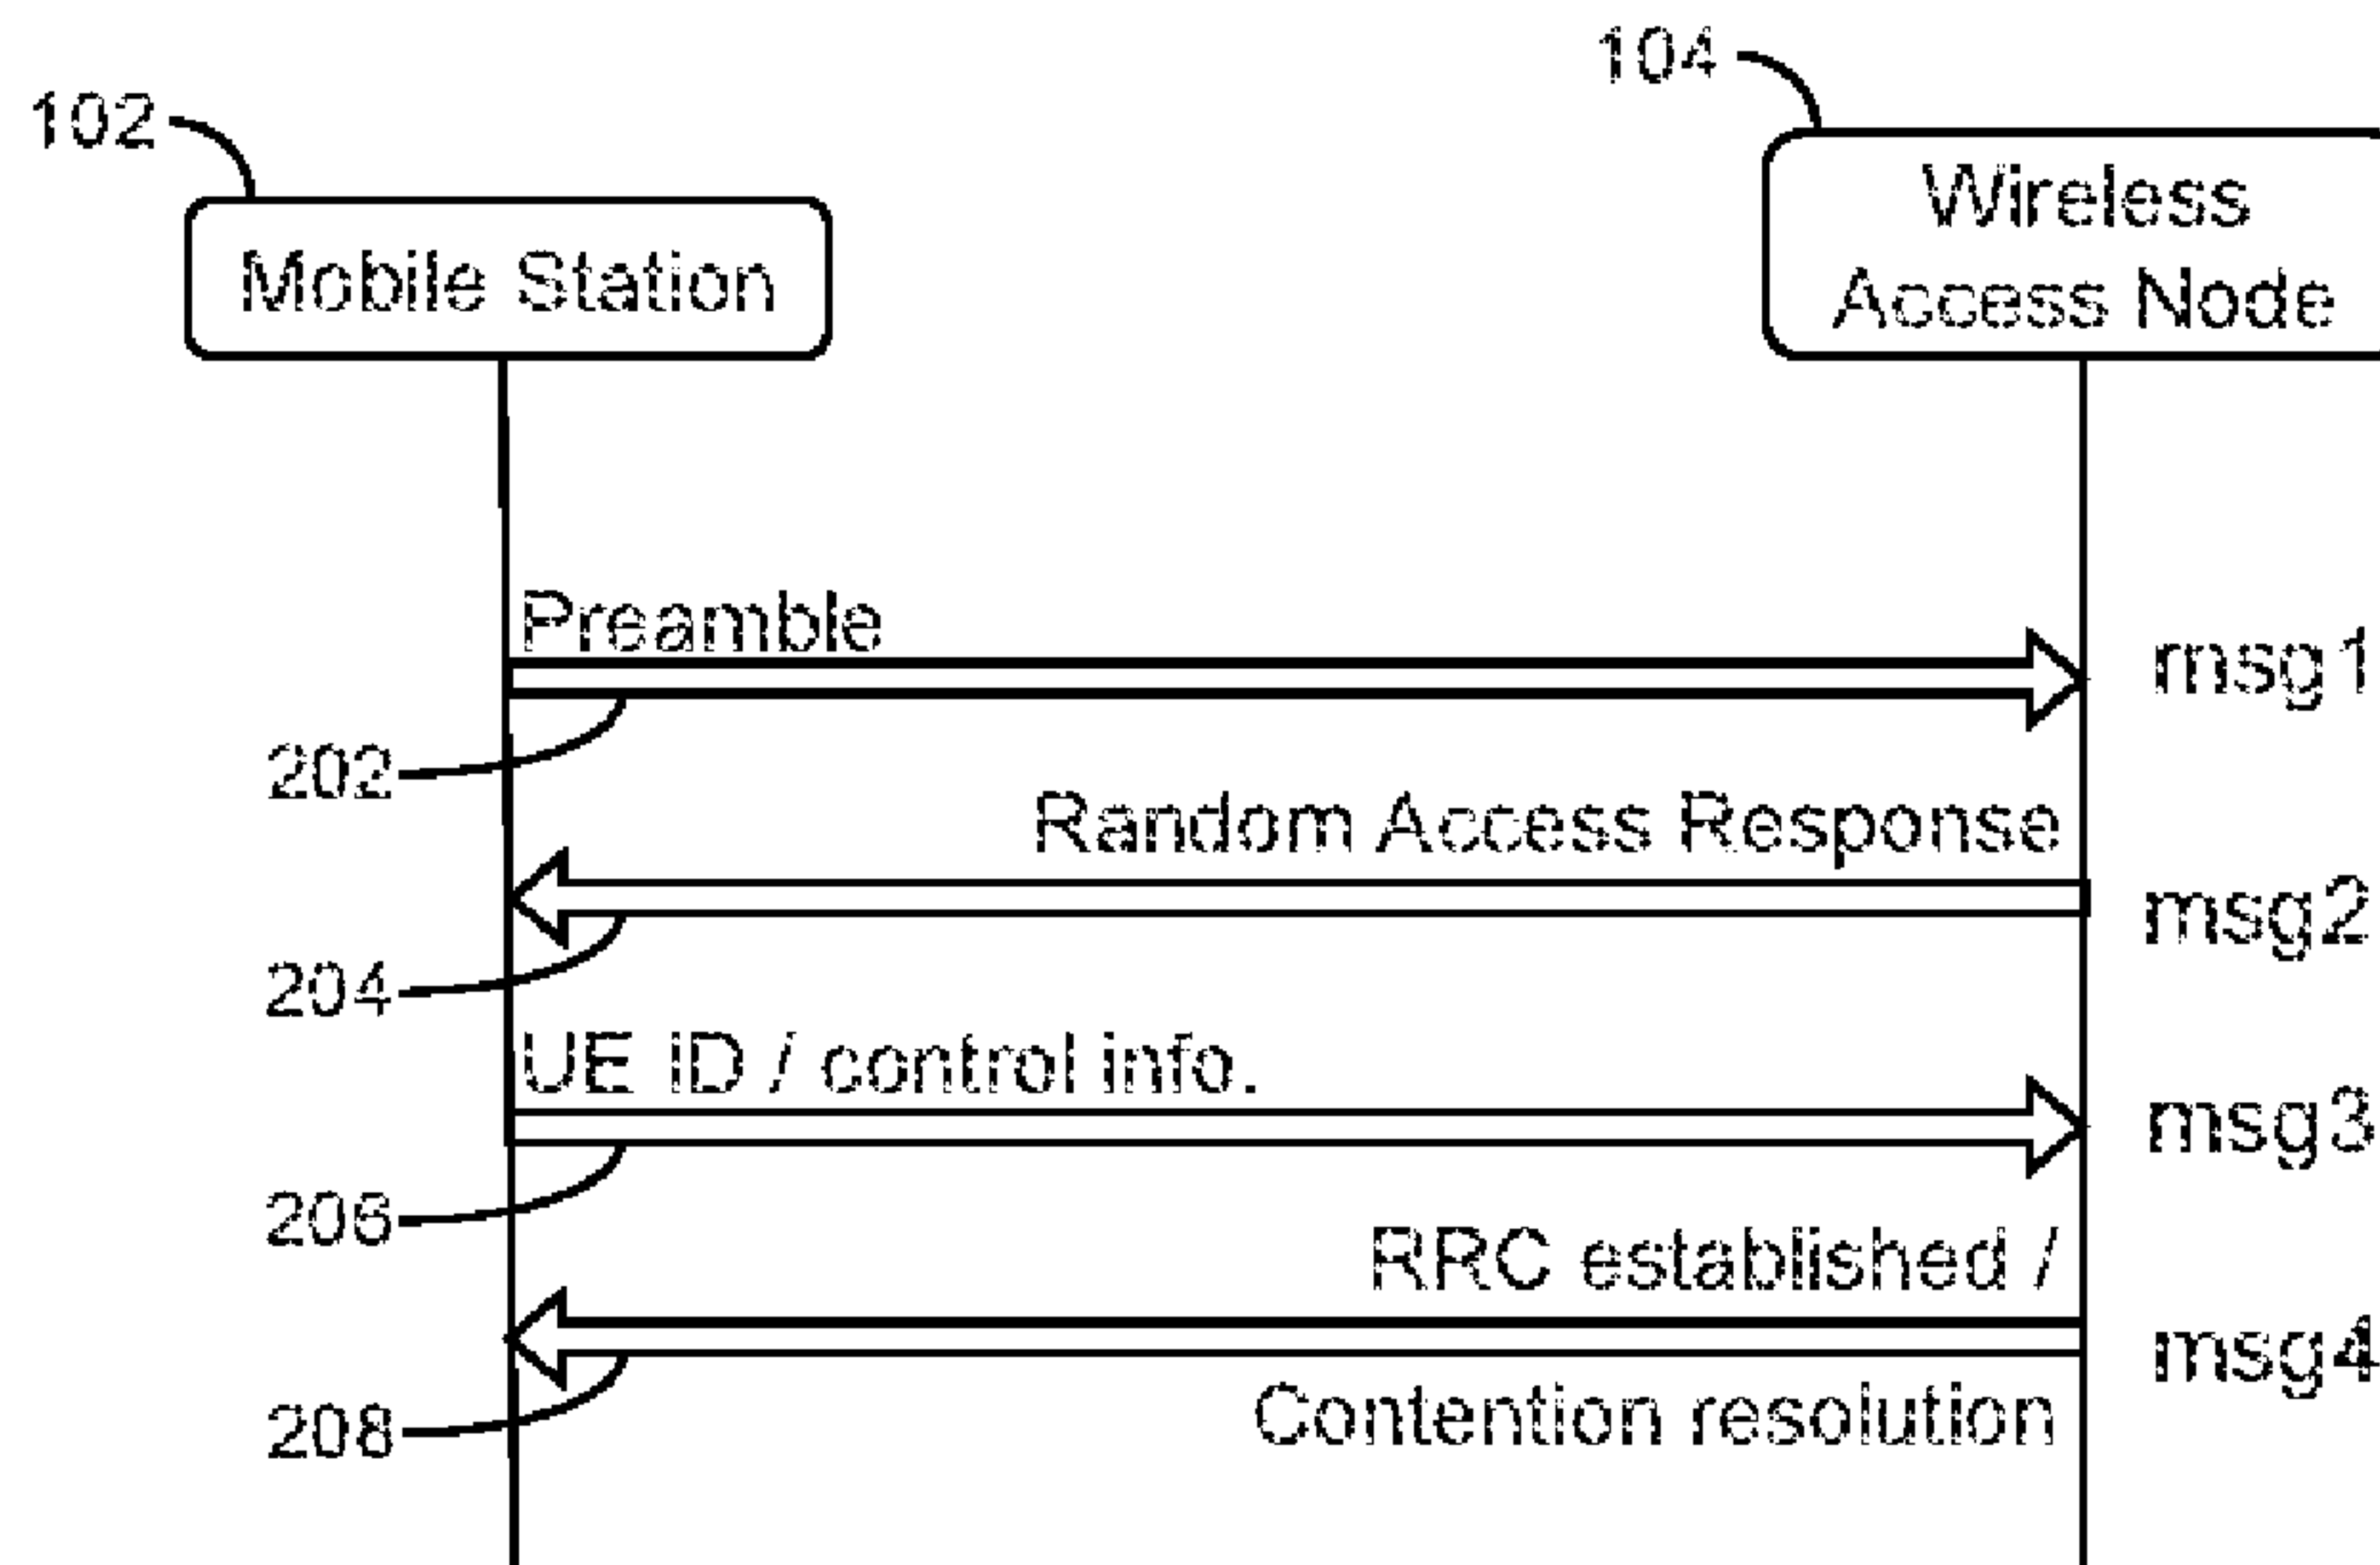 104
102
Wireless
Access Node
Mobile Station
Preamble
msg1
202
Random Access Response
msg2
204
UE ID / control info.
msg3
206
RRC established /
msg4
Contention resolution
208